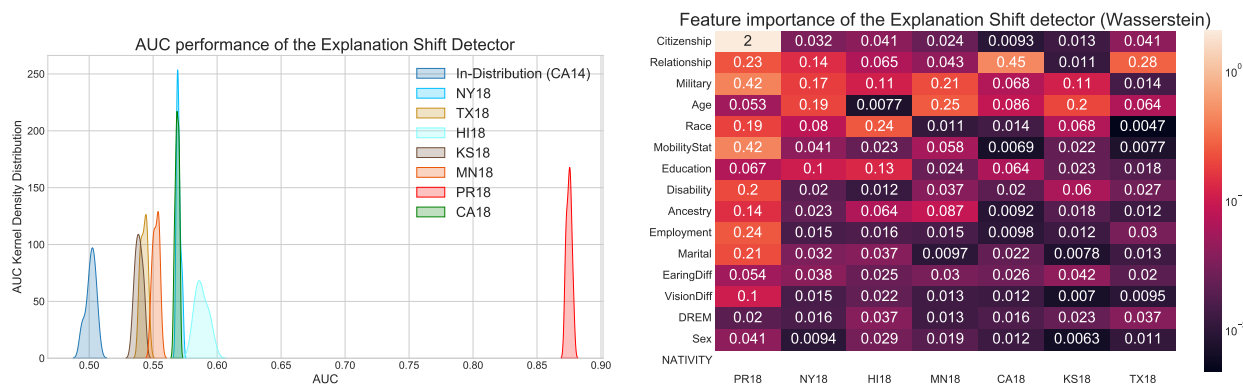 AUC performance of the Explanation Shift Detector
AUC Kernel Density Distribution
250
200
150
100
50
0
0.50 0.55 0.60 0.65 0.70 0.75 0.80 0.85 0.90
AUC
In-Distribution (CA14)
NY18
TX18
HI18
KS18
MN18
PR18
CA18
Feature importance of the Explanation Shift detector (Wasserstein)
Citizenship 2 0.032 0.041 0.024 0.0093 0.013 0.041
Relationship 0.23 0.14 0.065 0.043 0.45 0.011 0.28
Military 0.42 0.17 0.11 0.21 0.068 0.11 0.014
Age 0.053 0.19 0.0077 0.25 0.086 0.2 0.064
Race 0.19 0.08 0.24 0.011 0.014 0.068 0.0047
MobilityStat 0.42 0.041 0.023 0.058 0.0069 0.022 0.0077
Education 0.067 0.1 0.13 0.024 0.064 0.023 0.018
Disability 0.2 0.02 0.012 0.037 0.02 0.06 0.027
Ancestry 0.14 0.023 0.064 0.087 0.0092 0.018 0.012
Employment 0.24 0.015 0.016 0.015 0.0098 0.012 0.03
Marital 0.21 0.032 0.037 0.0097 0.022 0.0078 0.013
EaringDiff 0.054 0.038 0.025 0.03 0.026 0.042 0.02
VisionDiff 0.1 0.015 0.022 0.013 0.012 0.007 0.0095
DREM 0.02 0.016 0.037 0.013 0.016 0.023 0.037
Sex 0.041 0.0094 0.029 0.019 0.012 0.0063 0.011
NATIVITY
PR18 NY18 HI18 MN18 CA18 KS18 TX18
10⁰